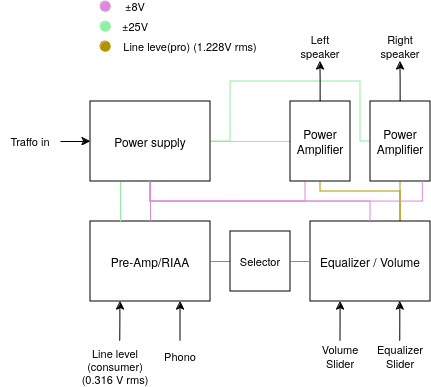 ±8V
±25V
Line leve(pro) (1.228V rms)
Left
speaker
Right
speaker
Traffo in
Power supply
Power
Amplifier
Power
Amplifier
Pre-Amp/RIAA
Selector
Equalizer / Volume
Line level
(consumer)
(0.316 V rms)
Phono
Volume
Slider
Equalizer
Slider